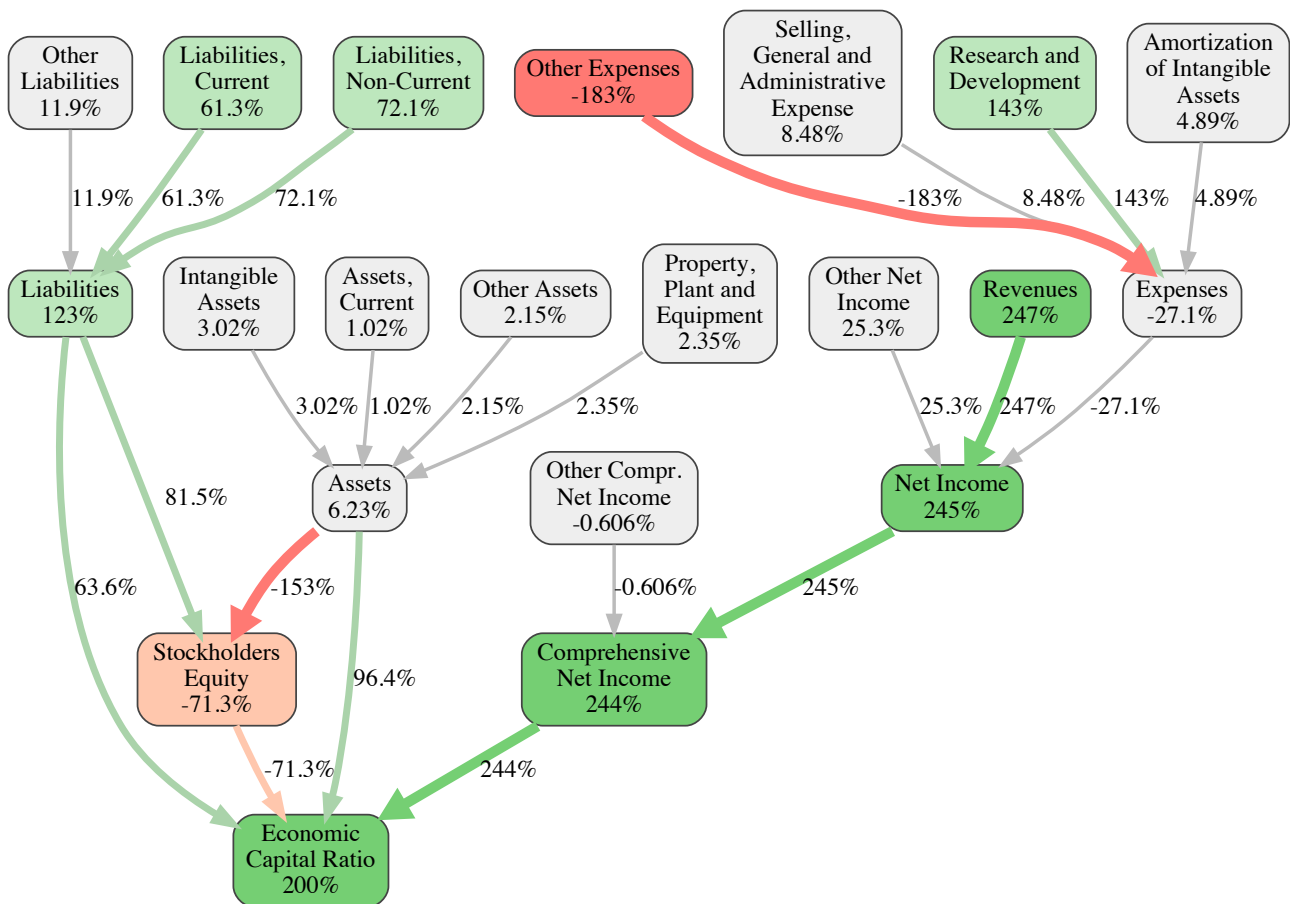 Other
Liabilities
11.9%
Liabilities,
Current
61.3%
Liabilities,
Non-Current
72.1%
Other Expenses
-183%
Selling,
General and
Administrative
Expense
8.48%
Research and
Development
143%
Amortization
of Intangible
Assets
4.89%
11.9%
61.3%
72.1%
-183%
8.48%
143%
4.89%
Liabilities
123%
Intangible
Assets
3.02%
Assets,
Current
1.02%
Other Assets
2.15%
Property,
Plant and
Equipment
2.35%
Other Net
Income
25.3%
Revenues
247%
Expenses
-27.1%
3.02%
1.02%
2.15%
2.35%
25.3%
247%
-27.1%
81.5%
Assets
6.23%
Other Compr.
Net Income
-0.606%
Net Income
245%
63.6%
-153%
-0.606%
245%
Stockholders
Equity
-71.3%
96.4%
Comprehensive
Net Income
244%
-71.3%
244%
Economic
Capital Ratio
200%